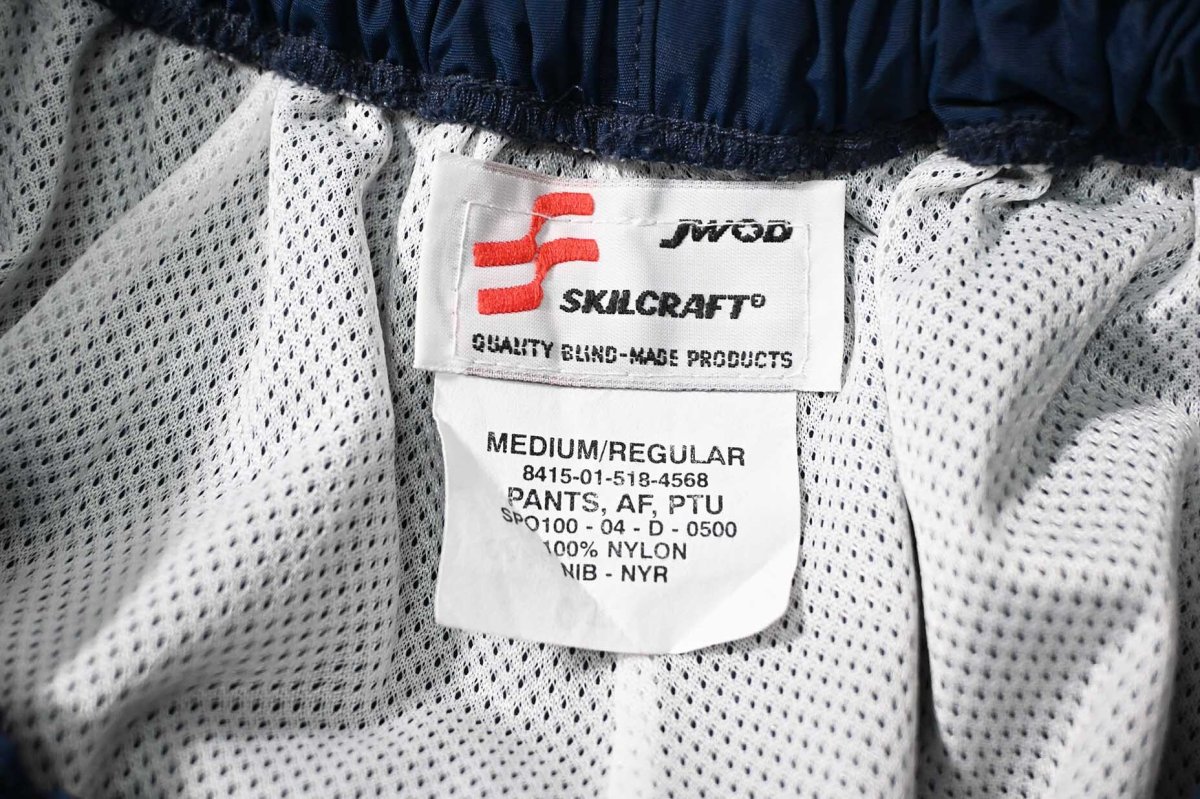 JWOD
SKILCRAFT®
QUALITY BLIND-MADE PRODUCTS
MEDIUM/REGULAR
8415-01-518-4568
PANTS, AF, PTU
SPO100 - 04 - D - 0500
100% NYLON
NIB - NYR